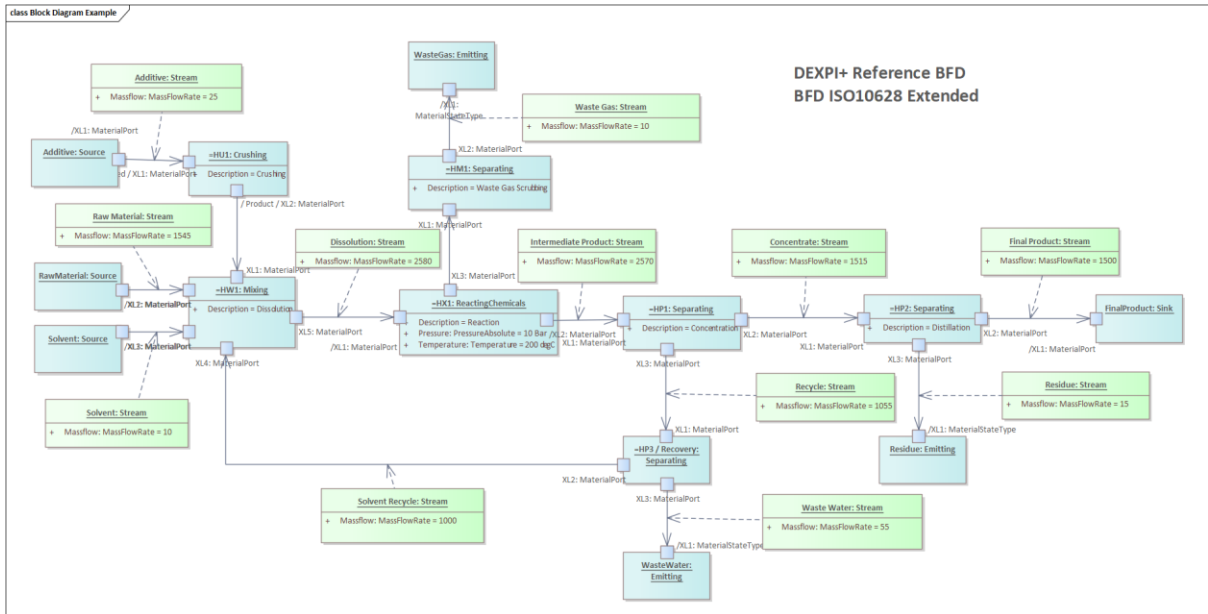 class Block Diagram Example
DEXPI+ Reference BFD
BFD ISO10628 Extended
WasteGas: Emitting
/XL1:
MaterialStateType
Waste Gas: Stream
+ Massflow: MassFlowRate = 10
Additive: Stream
+ Massflow: MassFlowRate = 25
/XL1: MaterialPort
Additive: Source
ed / XL1: MaterialPort
=HU1: Crushing
+ Description = Crushing
/ Product / XL2: MaterialPort
XL2: MaterialPort
=HM1: Separating
+ Description = Waste Gas Scrubbing
XL1: MaterialPort
Raw Material: Stream
+ Massflow: MassFlowRate = 1545
Dissolution: Stream
+ Massflow: MassFlowRate = 2580
Intermediate Product: Stream
+ Massflow: MassFlowRate = 2570
Concentrate: Stream
+ Massflow: MassFlowRate = 1515
Final Product: Stream
+ Massflow: MassFlowRate = 1500
RawMaterial: Source
/XL2: MaterialPort
XL1: MaterialPort
=HW1: Mixing
+ Description = Dissolution
XL5: MaterialPort
XL3: MaterialPort
=HX1: ReactingChemicals
Description = Reaction
+ Pressure: PressureAbsolute = 10 Bar
+ Temperature: Temperature = 200 drgC
/XL1: MaterialPort
/XL2: MaterialPort
XL1: MaterialPort
=HP1: Separating
+ Description = Concentration
XL2: MaterialPort
XL1: MaterialPort
=HP2: Separating
+ Description = Distillation
XL2: MaterialPort
/XL1: MaterialPort
FinalProduct: Sink
Solvent: Source
/XL3: MaterialPort
XL4: MaterialPort
XL3: MaterialPort
XL3: MaterialPort
Solvent: Stream
+ Massflow: MassFlowRate = 10
Recycle: Stream
+ Massflow: MassFlowRate = 1055
Residue: Stream
+ Massflow: MassFlowRate = 15
XL1: MaterialPort
=HP3 / Recovery:
Separating
XL2: MaterialPort
XL3: MaterialPort
/XL1: MaterialStateType
Residue: Emitting
Solvent Recycle: Stream
+ Massflow: MassFlowRate = 1000
Waste Water: Stream
+ Massflow: MassFlowRate = 55
/XL1: MaterialStateType
WasteWater:
Emitting